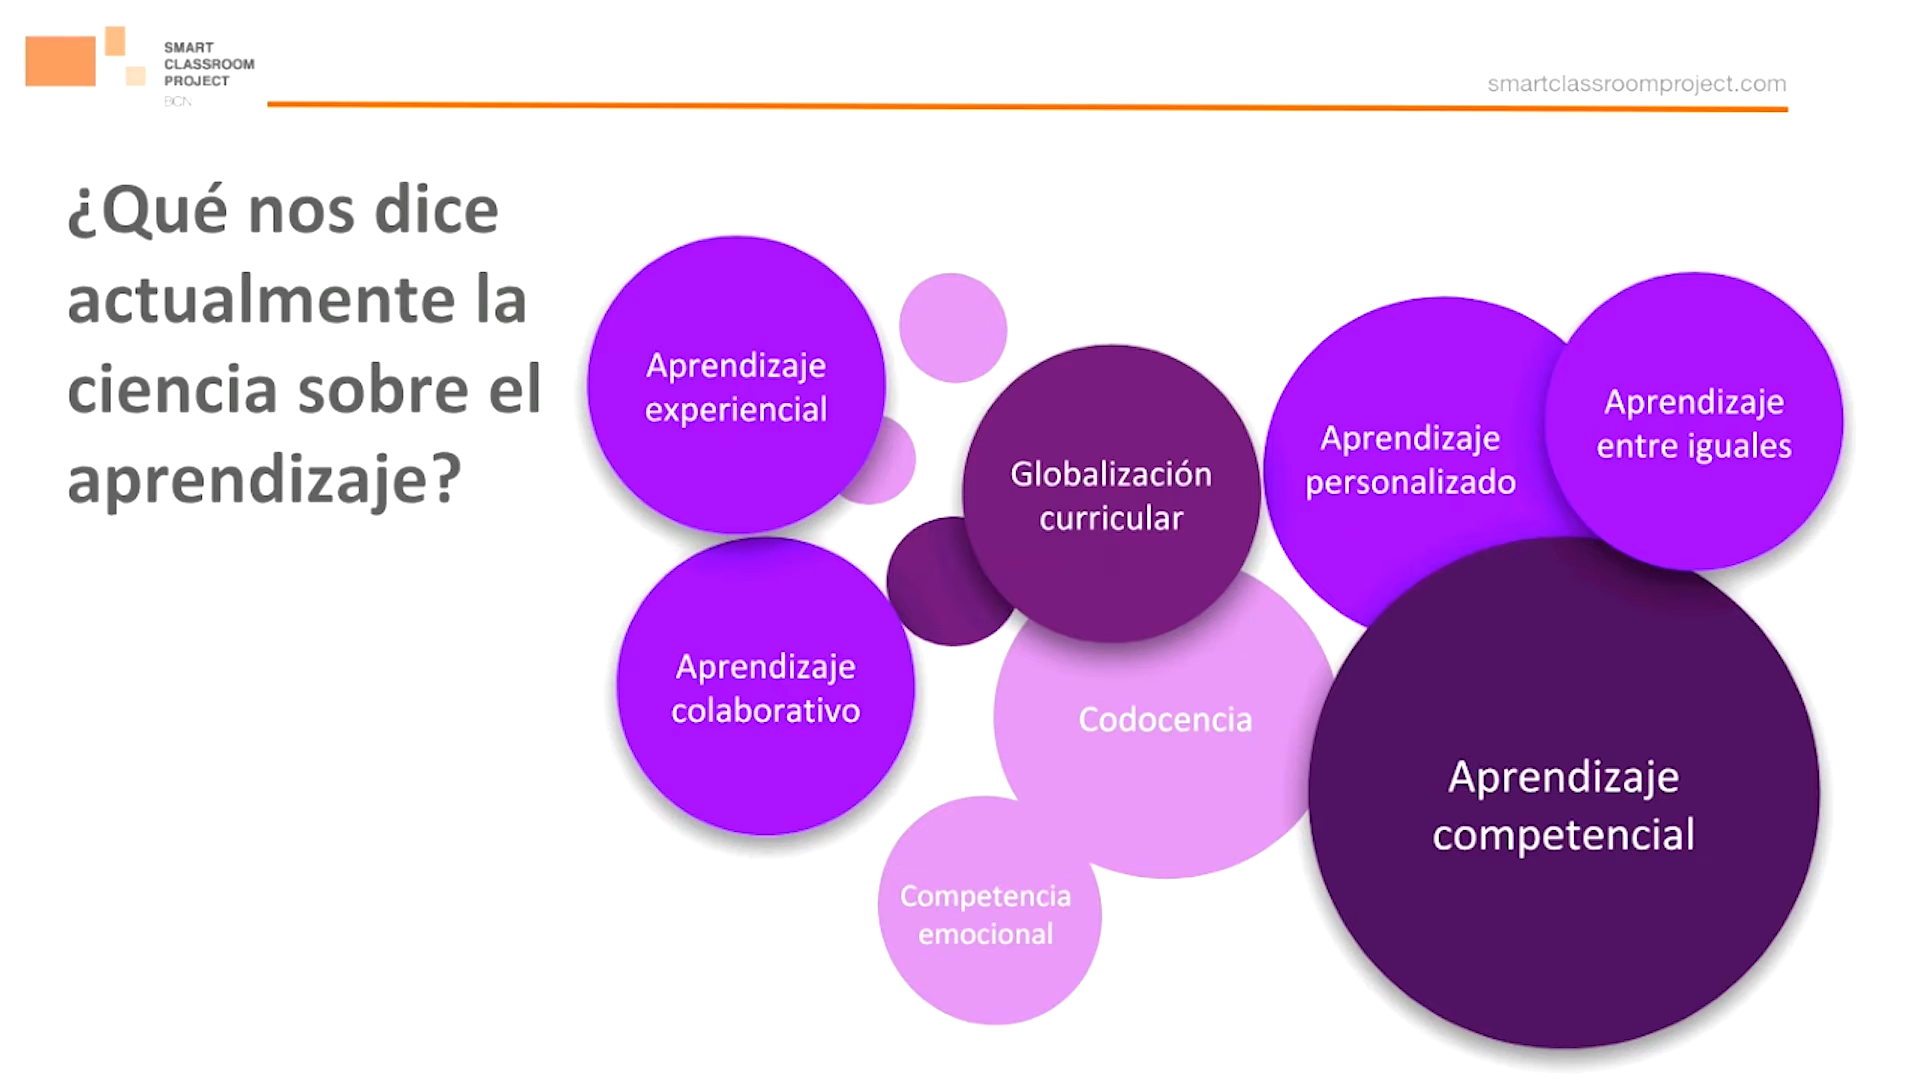 SMART
CLASSROOM
PROJECT
BCN
smartclassroomproject.com
¿Qué nos dice
actualmente la
ciencia sobre el
aprendizaje?
Aprendizaje
experiencial
Globalización
curricular
Aprendizaje
personalizado
Aprendizaje
entre iguales
Aprendizaje
colaborativo
Codocencia
Aprendizaje
competencial
Competencia
emocional